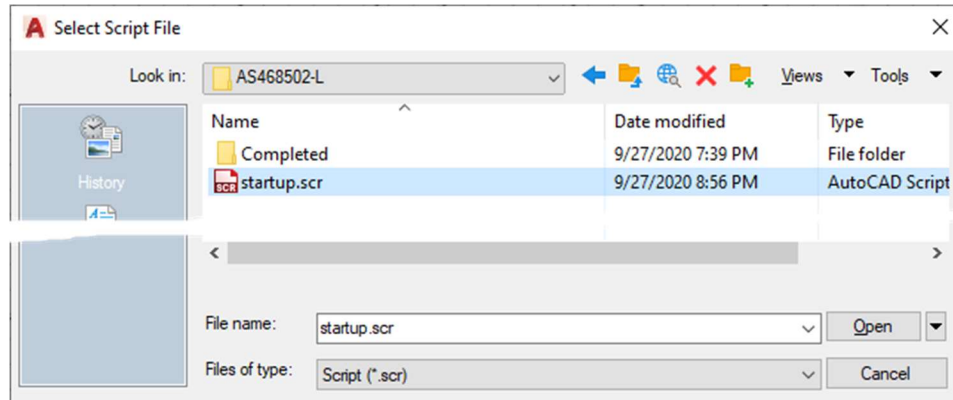 Select Script File
Look in: AS468502-L Views Tools
Name Date modified Type
Completed 9/27/2020 7:39 PM File folder
startup.scr 9/27/2020 8:56 PM AutoCAD Script
History
File name: startup.scr Open
Files of type: Script (*.scr) Cancel